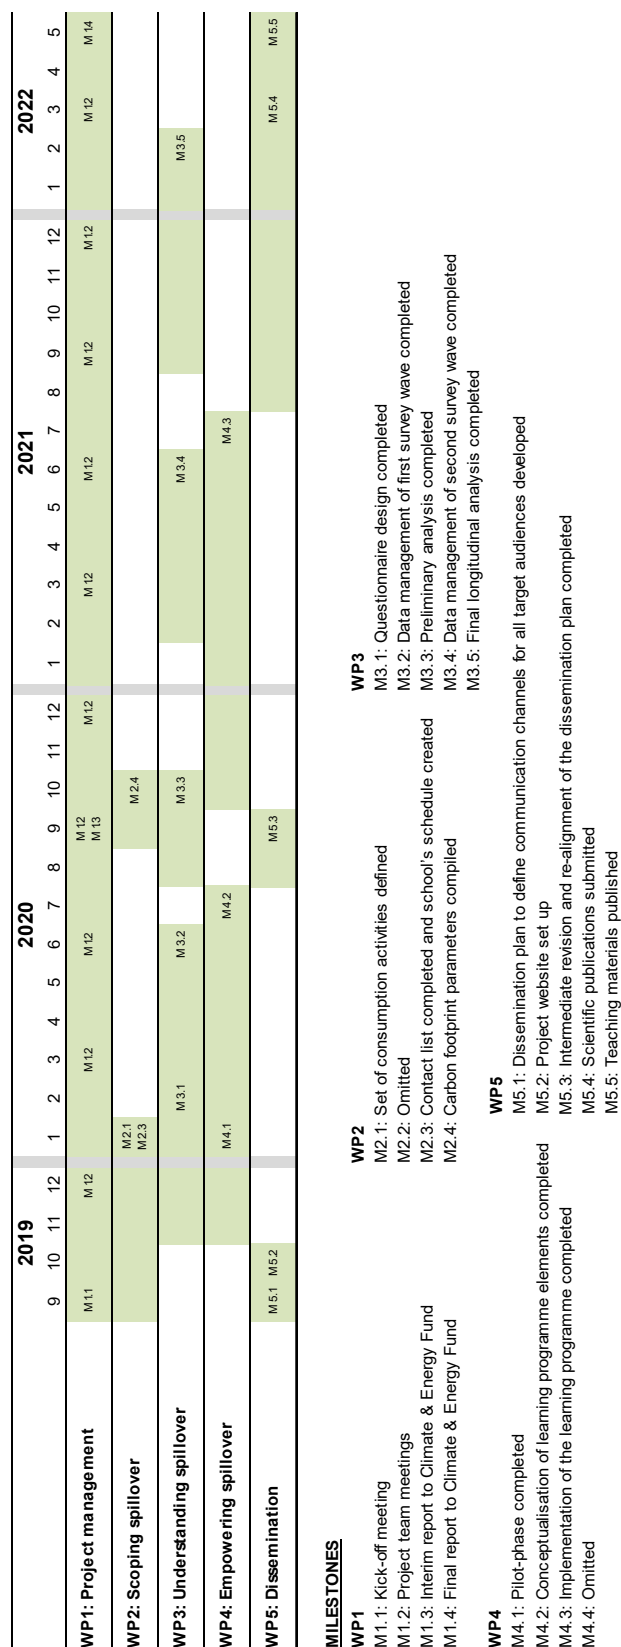 2019 2020 2021 2022
9 10 11 12 1 2 3 4 5 6 7 8 9 10 11 12 1 2 3 4 5 6 7 8 9 10 11 12 1 2 3 4 5
WP1: Project management M1.1 M1.2 M1.2 M1.2 M1.2 M1.2 M1.2 M1.2 M1.2 M1.2 M1.2 M1.4
M1.3
WP2: Scoping spillover M2.1 M2.4
M2.3
WP3: Understanding spillover M3.1 M3.2 M3.3 M3.4 M3.5
WP4: Empowering spillover M4.1 M4.2 M4.3
WP5: Dissemination M5.1 M5.2 M5.3 M5.4 M5.5
MILESTONES
WP1
M1.1: Kick-off meeting
M1.2: Project team meetings
M1.3: Interim report to Climate & Energy Fund
M1.4: Final report to Climate & Energy Fund
WP2
M2.1: Set of consumption activities defined
M2.2: Omitted
M2.3: Contact list completed and school's schedule created
M2.4: Carbon footprint parameters compiled
WP3
M3.1: Questionnaire design completed
M3.2: Data management of first survey wave completed
M3.3: Preliminary analysis completed
M3.4: Data management of second survey wave completed
M3.5: Final longitudinal analysis completed
WP4
M4.1: Pilot-phase completed
M4.2: Conceptualisation of learning programme elements completed
M4.3: Implementation of the learning programme completed
M4.4: Omitted
WP5
M5.1: Dissemination plan to define communication channels for all target audiences developed
M5.2: Project website set up
M5.3: Intermediate revision and re-alignment of the dissemination plan completed
M5.4: Scientific publications submitted
M5.5: Teaching materials published